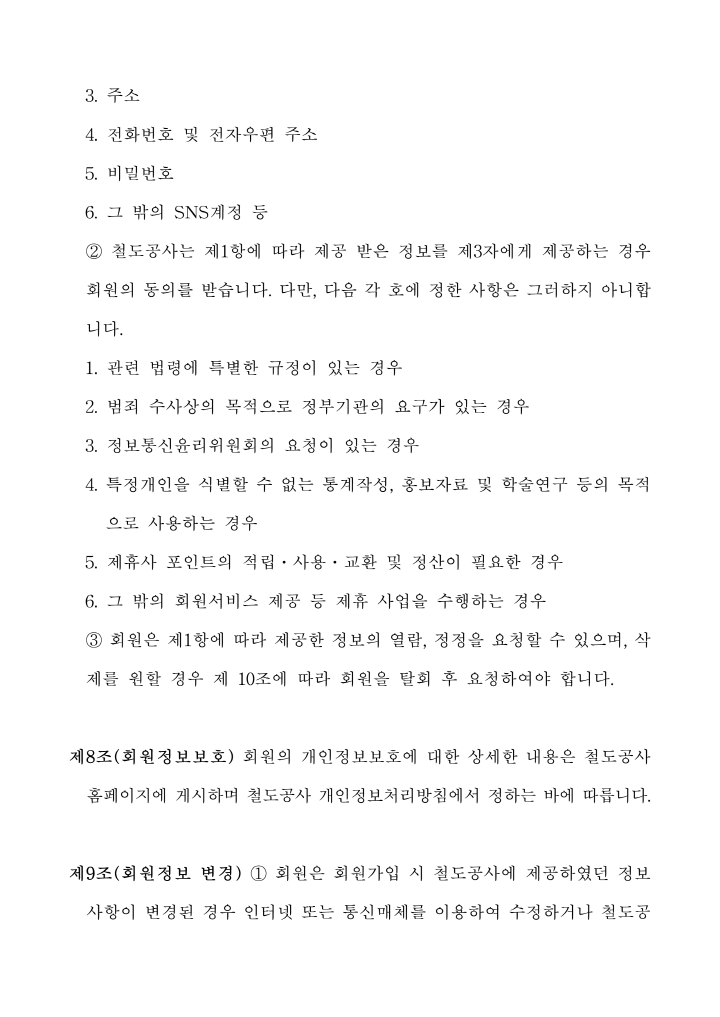 3. 주소
4. 전화번호 및 전자우편 주소
5. 비밀번호
6. 그 밖의 SNS계정 등
② 철도공사는 제1항에 따라 제공 받은 정보를 제3자에게 제공하는 경우
회원의 동의를 받습니다. 다만, 다음 각 호에 정한 사항은 그러하지 아니합
니다.
1. 관련 법령에 특별한 규정이 있는 경우
2. 범죄 수사상의 목적으로 정부기관의 요구가 있는 경우
3. 정보통신윤리위원회의 요청이 있는 경우
4. 특정개인을 식별할 수 없는 통계작성, 홍보자료 및 학술연구 등의 목적
으로 사용하는 경우
5. 제휴사 포인트의 적립·사용·교환 및 정산이 필요한 경우
6. 그 밖의 회원서비스 제공 등 제휴 사업을 수행하는 경우
③ 회원은 제1항에 따라 제공한 정보의 열람, 정정을 요청할 수 있으며, 삭
제를 원할 경우 제 10조에 따라 회원을 탈회 후 요청하여야 합니다.
제8조(회원정보보호) 회원의 개인정보보호에 대한 상세한 내용은 철도공사
홈페이지에 게시하며 철도공사 개인정보처리방침에서 정하는 바에 따릅니다.
제9조(회원정보 변경) ① 회원은 회원가입 시 철도공사에 제공하였던 정보
사항이 변경된 경우 인터넷 또는 통신매체를 이용하여 수정하거나 철도공